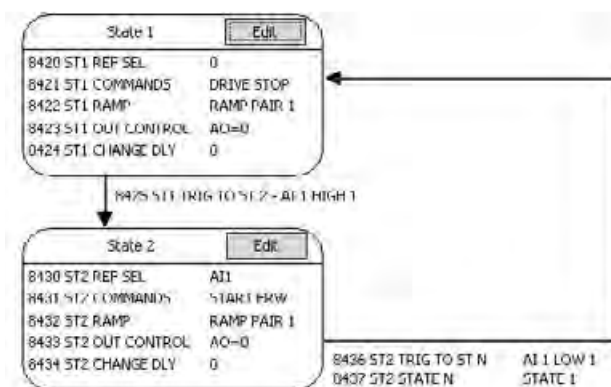 State 1 Edit
8420 ST1 REF SEL 0
8421 ST1 COMMANDS DRIVE STOP
8422 ST1 RAMP RAMP PAIR 1
8423 ST1 OUT CONTROL AO=0
8424 ST1 CHANGE DLY 0
8425 ST1 TRIG TO ST 2 - AI 1 HIGH 1
State 2 Edit
8430 ST2 REF SEL AI1
8431 ST2 COMMANDS START FRW
8432 ST2 RAMP RAMP PAIR 1
8433 ST2 OUT CONTROL AO=0
8434 ST2 CHANGE DLY 0
8436 ST2 TRIG TO ST N AI 1 LOW 1
8437 ST2 STATE N STATE 1